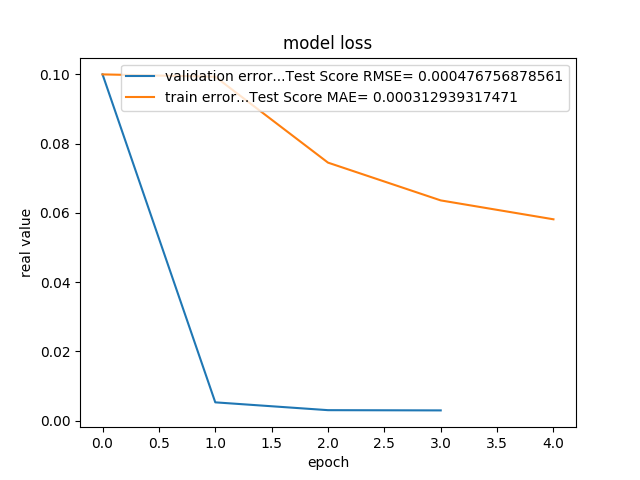 model loss
validation error...Test Score RMSE= 0.000476756878561
train error...Test Score MAE= 0.000312939317471
real value
0.10
0.08
0.06
0.04
0.02
0.00
0.0 0.5 1.0 1.5 2.0 2.5 3.0 3.5 4.0
epoch